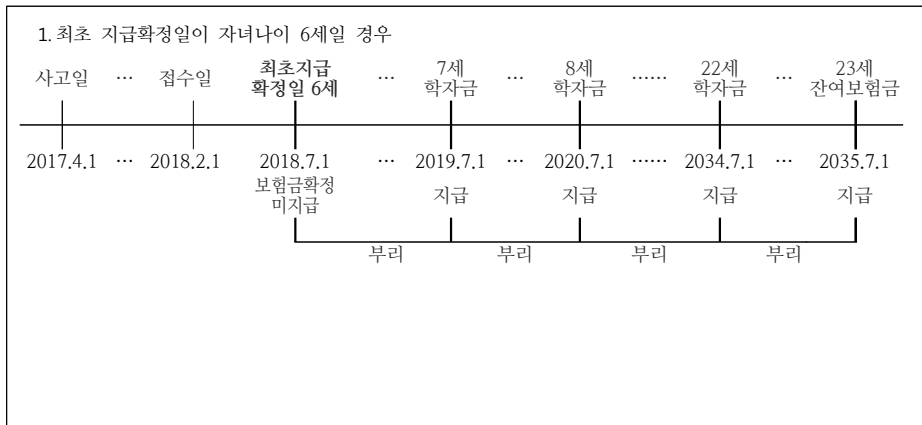 1. 최초 지급확정일이 자녀나이 6세일 경우
사고일 … 접수일 최초지급 확정일 6세 … 7세 학자금 … 8세 학자금 …… 22세 학자금 … 23세 잔여보험금
2017.4.1 … 2018.2.1 2018.7.1 … 2019.7.1 … 2020.7.1 …… 2034.7.1 … 2035.7.1
보험금확정 미지급 지급 지급 지급 지급
부리 부리 부리 부리